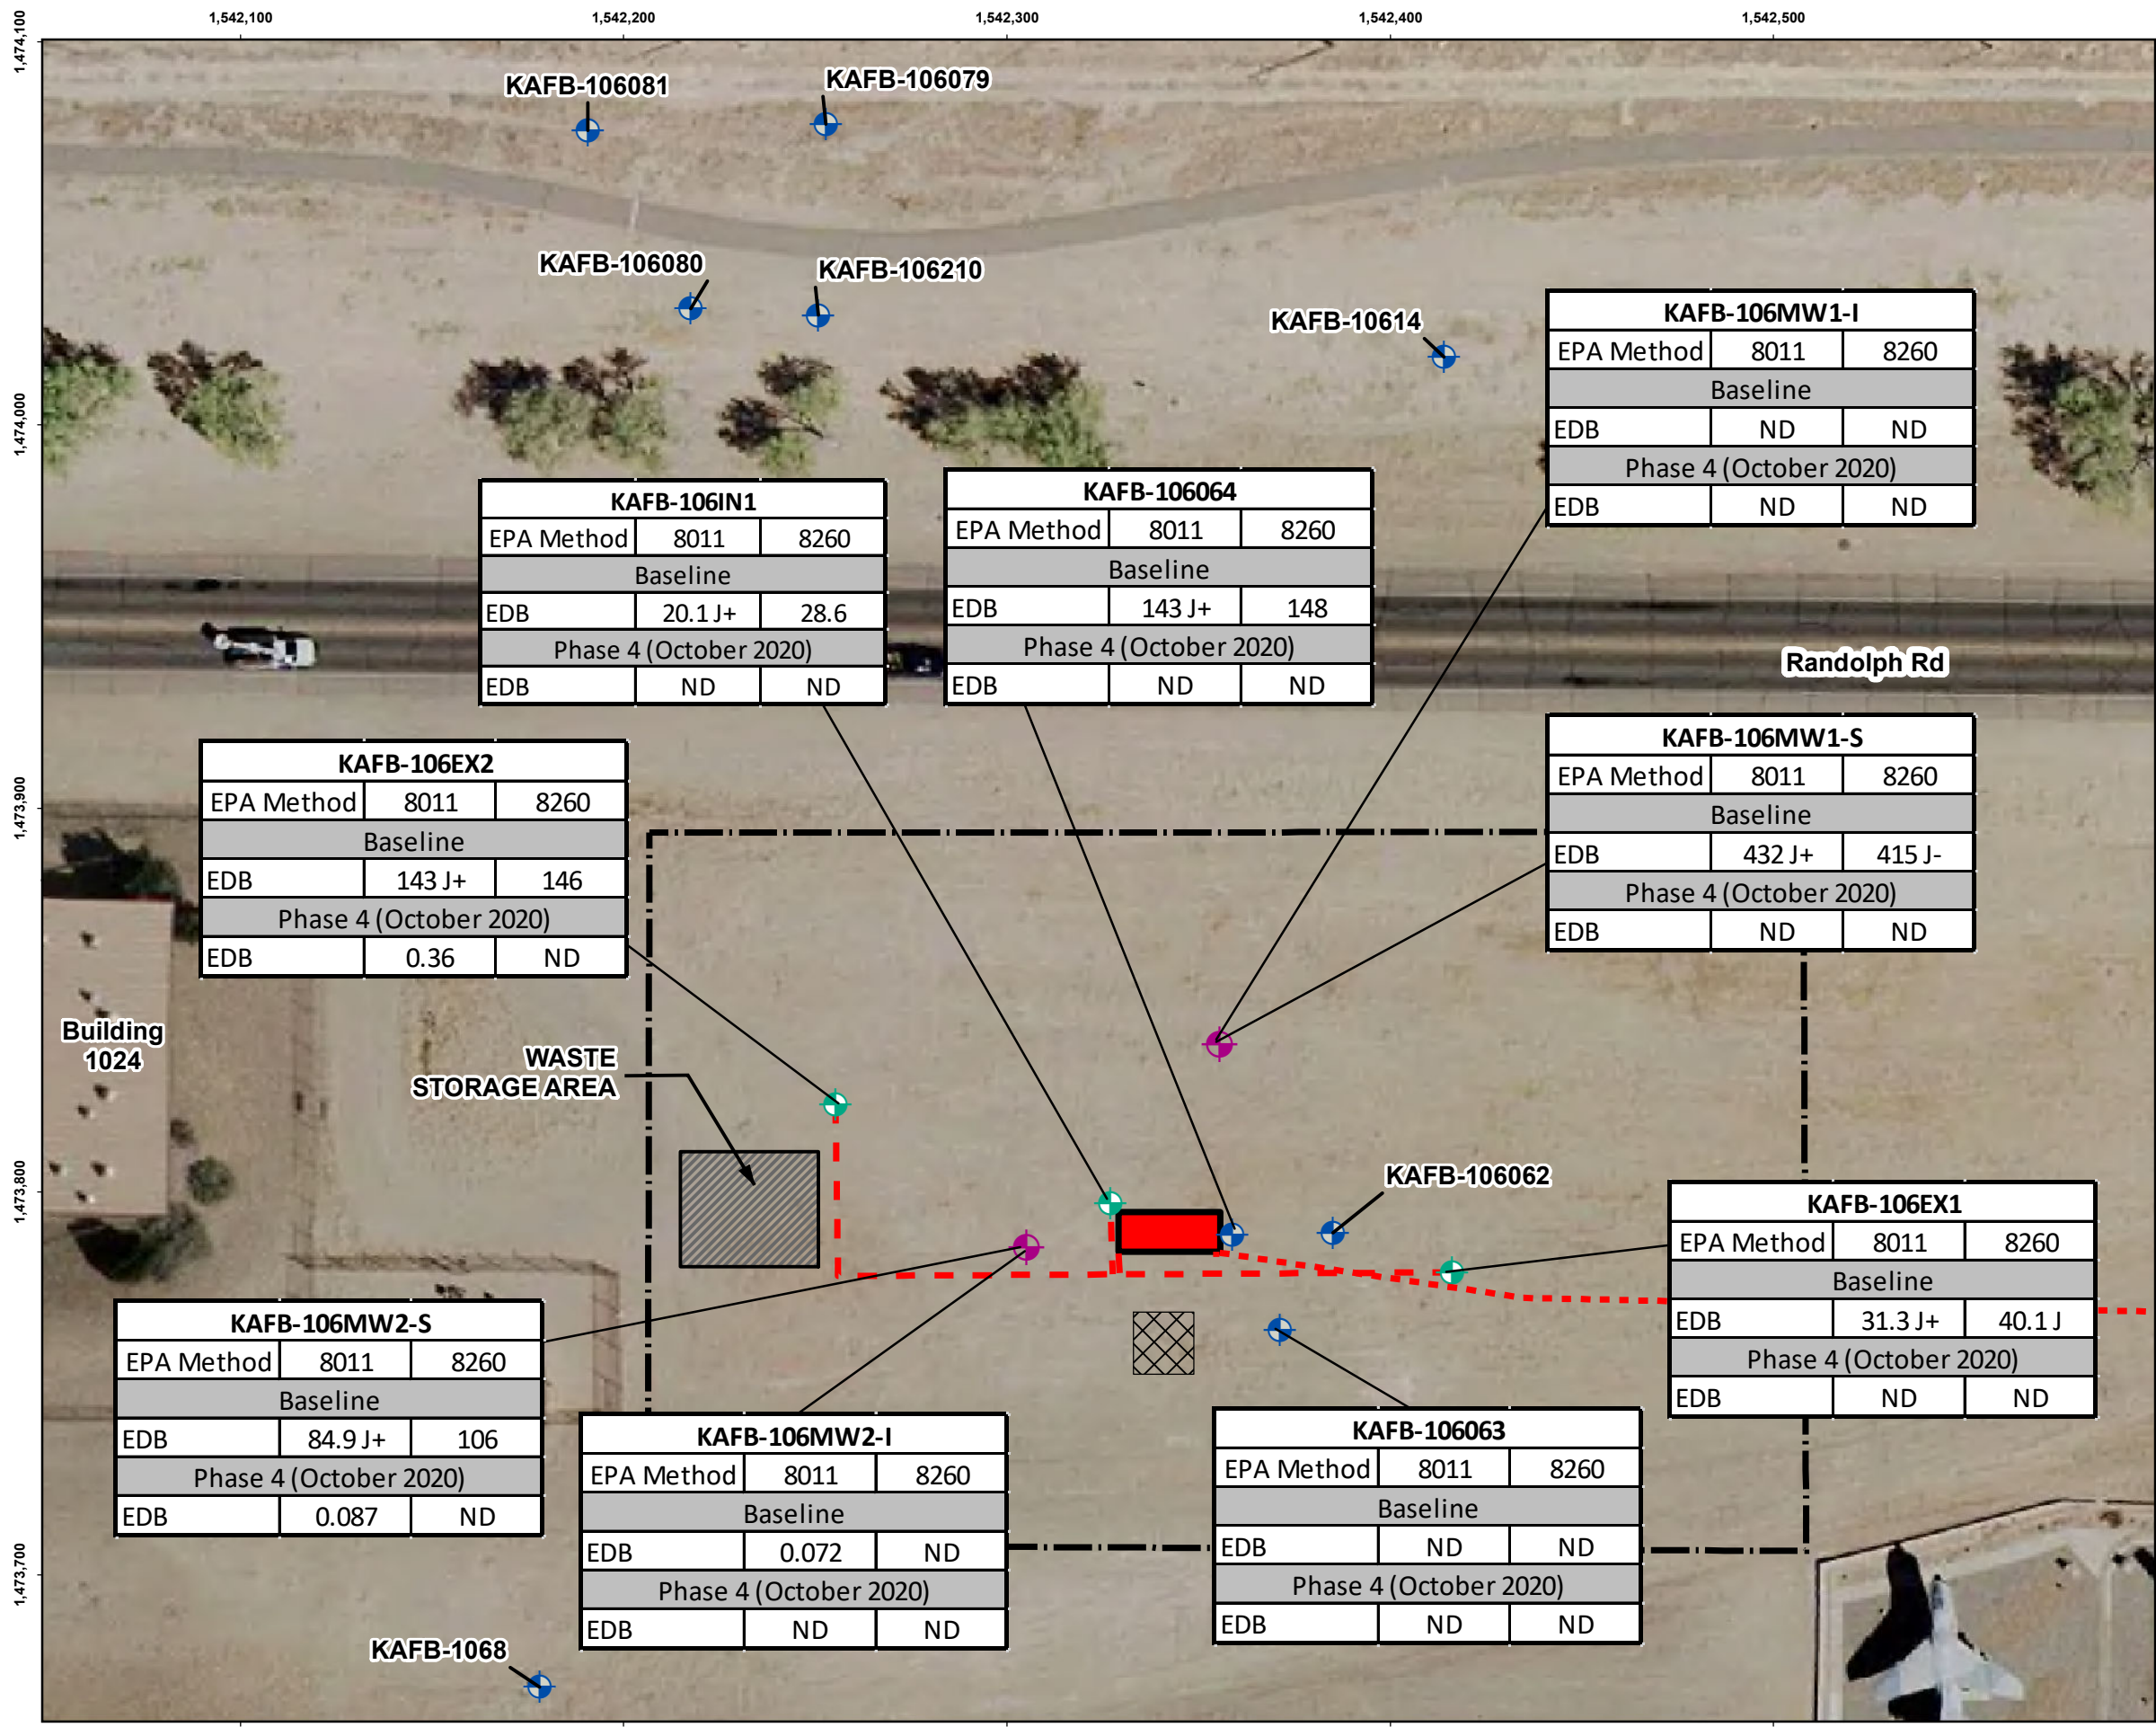 1,542,100 1,542,200 1,542,300 1,542,400 1,542,500
1,474,100
1,474,000
1,473,900
1,473,800
1,473,700
KAFB-106081
KAFB-106079
KAFB-106080
KAFB-106210
KAFB-10614
KAFB-106MW1-I
EPA Method 8011 8260
Baseline
EDB ND ND
Phase 4 (October 2020)
EDB ND ND
KAFB-106IN1
EPA Method 8011 8260
Baseline
EDB 20.1 J+ 28.6
Phase 4 (October 2020)
EDB ND ND
KAFB-106064
EPA Method 8011 8260
Baseline
EDB 143 J+ 148
Phase 4 (October 2020)
EDB ND ND
Randolph Rd
KAFB-106EX2
EPA Method 8011 8260
Baseline
EDB 143 J+ 146
Phase 4 (October 2020)
EDB 0.36 ND
KAFB-106MW1-S
EPA Method 8011 8260
Baseline
EDB 432 J+ 415 J-
Phase 4 (October 2020)
EDB ND ND
Building
1024
WASTE
STORAGE AREA
KAFB-106062
KAFB-106EX1
EPA Method 8011 8260
Baseline
EDB 31.3 J+ 40.1 J
Phase 4 (October 2020)
EDB ND ND
KAFB-106MW2-S
EPA Method 8011 8260
Baseline
EDB 84.9 J+ 106
Phase 4 (October 2020)
EDB 0.087 ND
KAFB-106MW2-I
EPA Method 8011 8260
Baseline
EDB 0.072 ND
Phase 4 (October 2020)
EDB ND ND
KAFB-106063
EPA Method 8011 8260
Baseline
EDB ND ND
Phase 4 (October 2020)
EDB ND ND
KAFB-1068